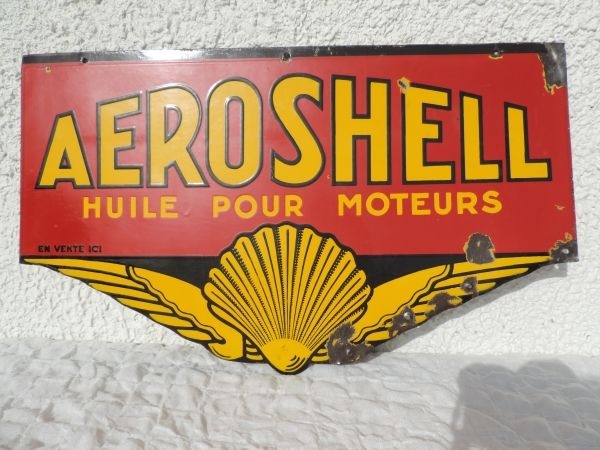 AEROSHELL
HUILE POUR MOTEURS
EN VENTE ICI